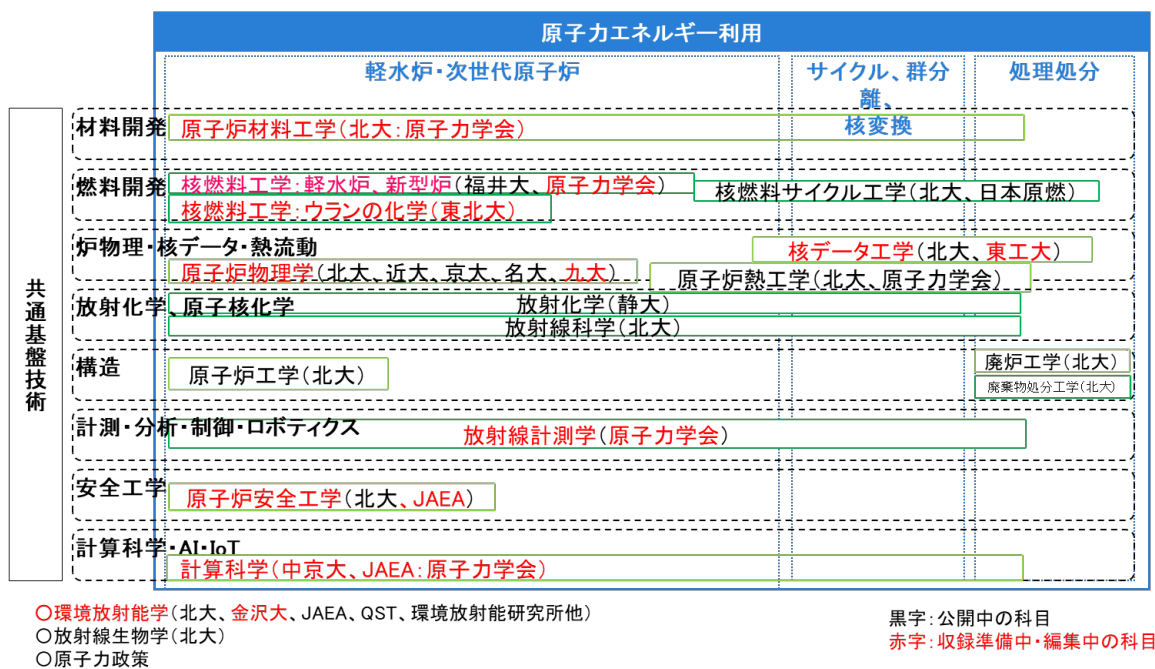 原子力エネルギー利用
軽水炉・次世代原子炉
サイクル、群分
離、
核変換
処理処分
共通基盤技術
材料開発
原子炉材料工学（北大：原子力学会）
燃料開発
核燃料工学：軽水炉、新型炉（福井大、原子力学会）
核燃料サイクル工学（北大、日本原燃）
核燃料工学：ウランの化学（東北大）
炉物理・核データ・熱流動
核データ工学（北大、東工大）
原子炉物理学（北大、近大、京大、名大、九大）
原子炉熱工学（北大、原子力学会）
放射化学、原子核化学
放射化学（静大）
放射線科学（北大）
構造
原子炉工学（北大）
廃炉工学（北大）
廃棄物処分工学（北大）
計測・分析・制御・ロボティクス
放射線計測学（原子力学会）
安全工学
原子炉安全工学（北大、JAEA）
計算科学・AI・IoT
計算科学（中京大、JAEA：原子力学会）
〇環境放射能学（北大、金沢大、JAEA、QST、環境放射能研究所他）
〇放射線生物学（北大）
〇原子力政策
黒字：公開中の科目
赤字：収録準備中・編集中の科目